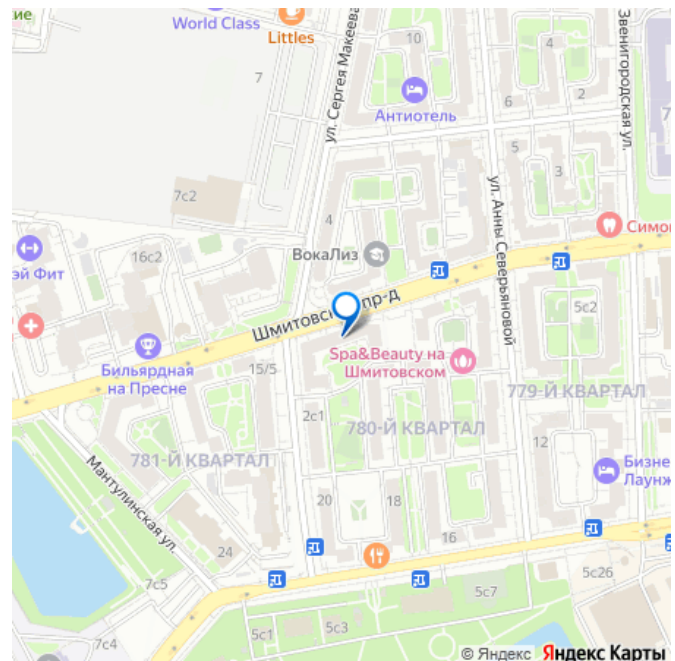 ие
World Class
Littles
ул. Сергея Макеева
Звенигородская ул.
10
4
7
Антиотель
6
2
7
5
3
ул. Анны Северьяновой
7с2
4
Симо
16с2
ВокаЛиз
эй Фит
Шмитовс
пр-д
5с2
Бильярдная
на Пресне
15/5
Spa&Beauty на
Шмитовском
779-Й КВАРТАЛ
2с1
780-Й КВАРТАЛ
12
781-Й КВАРТАЛ
Бизне
Лаунж
Мантулинская ул.
20
18
16
24
7с5
5с26
5с7
5с1
5с3
7с4
© Яндекс Яндекс Карты